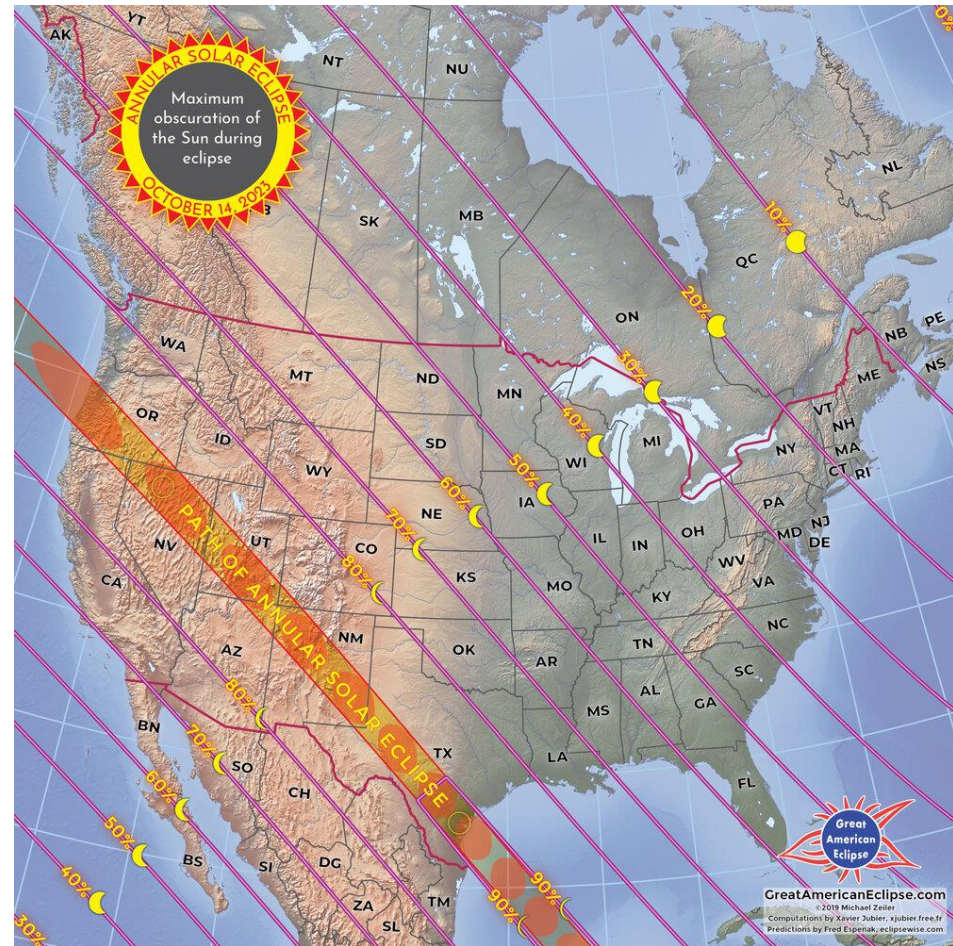 AK
YT
NT
NU
0%
ANNULAR SOLAR ECLIPSE
Maximum
obscuration of
the Sun during
eclipse
OCTOBER 14, 2023
B
SK
MB
NL
10%
QC
20%
ON
PE
NB
NS
ME
WA
MT
ND
MN
30%
VT
NH
MA
CT
RI
NY
OR
ID
SD
40%
WI
MI
WY
50%
IA
PA
NJ
MD
DE
60%
NE
70%
NV
UT
CO
80%
KS
IL
IN
OH
WV
VA
CA
MO
KY
PATH OF ANNULAR SOLAR ECLIPSE
NM
AZ
OK
AR
TN
NC
SC
AL
GA
MS
BN
80%
70%
SO
TX
LA
FL
CH
60%
50%
BS
SI
DG
40%
ZA
TM
SL
30%
90%
90%
Great
American
Eclipse
GreatAmericanEclipse.com
©2019 Michael Zeiler
Computations by Xavier Jubier, xjubier.free.fr
Predictions by Fred Espenak, eclipsewise.com